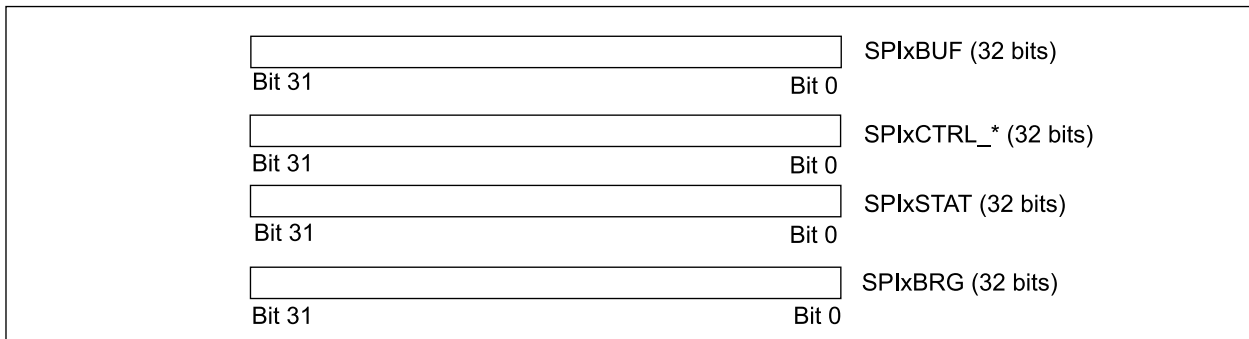 SPIxBUF (32 bits)
Bit 31 Bit 0
SPIxCTRL_* (32 bits)
Bit 31 Bit 0
SPIxSTAT (32 bits)
Bit 31 Bit 0
SPIxBRG (32 bits)
Bit 31 Bit 0